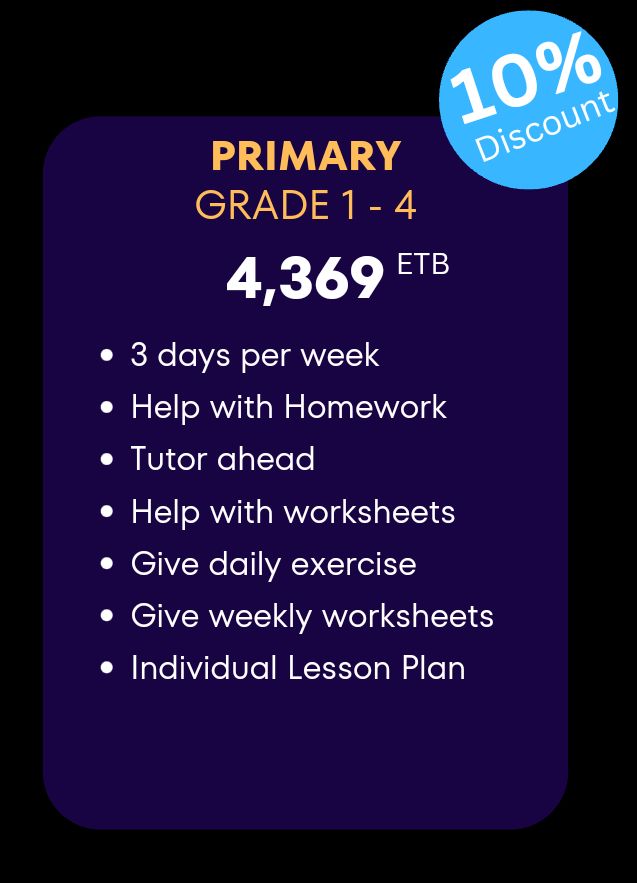 10%
Discount
PRIMARY
GRADE 1 - 4
4,369 ETB
• 3 days per week
• Help with Homework
• Tutor ahead
• Help with worksheets
• Give daily exercise
• Give weekly worksheets
• Individual Lesson Plan